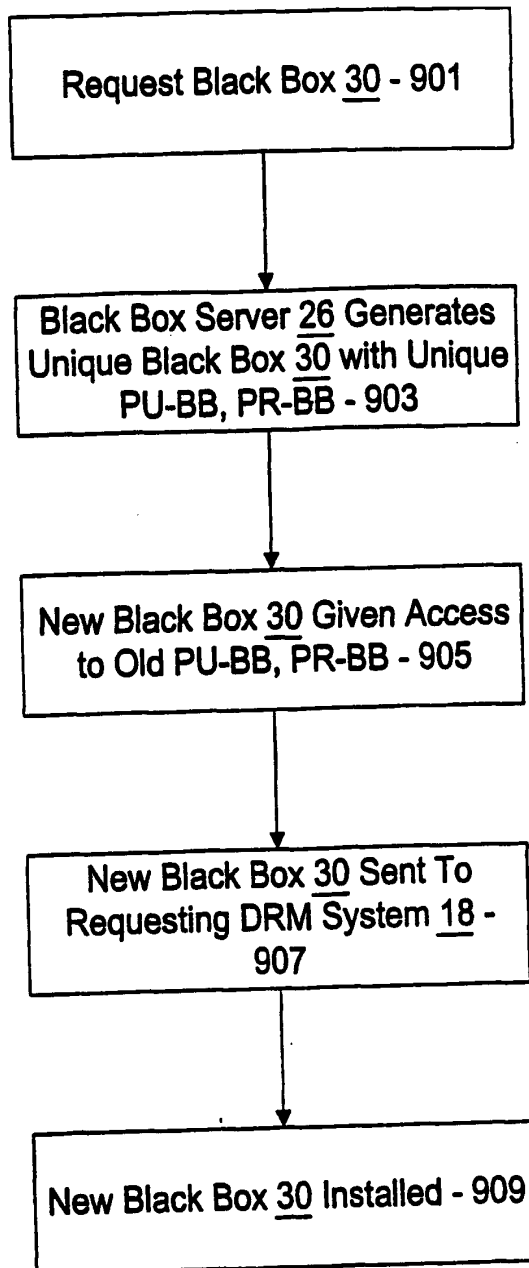 Request Black Box 30 - 901
Black Box Server 26 Generates
Unique Black Box 30 with Unique
PU-BB, PR-BB - 903
New Black Box 30 Given Access
to Old PU-BB, PR-BB - 905
New Black Box 30 Sent To
Requesting DRM System 18 -
907
New Black Box 30 Installed - 909